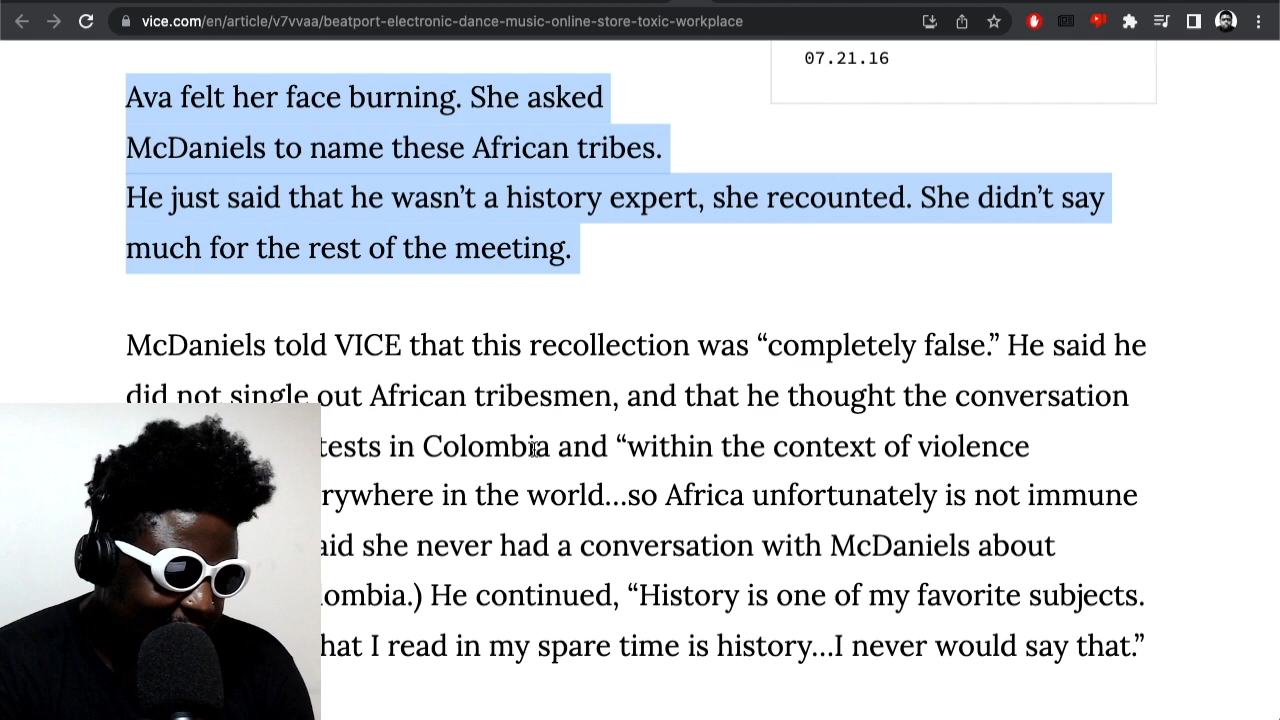 vice.com/en/article/v7vvaa/beatport-electronic-dance-music-online-store-toxic-workplace
07.21.16
Ava felt her face burning. She asked
McDaniels to name these African tribes.
He just said that he wasn’t a history expert, she recounted. She didn’t say
much for the rest of the meeting.
McDaniels told VICE that this recollection was “completely false.” He said he
did not single out African tribesmen, and that he thought the conversation
tests in Colombia and “within the context of violence
rywhere in the world…so Africa unfortunately is not immune
aid she never had a conversation with McDaniels about
lombia.) He continued, “History is one of my favorite subjects.
hat I read in my spare time is history…I never would say that.”